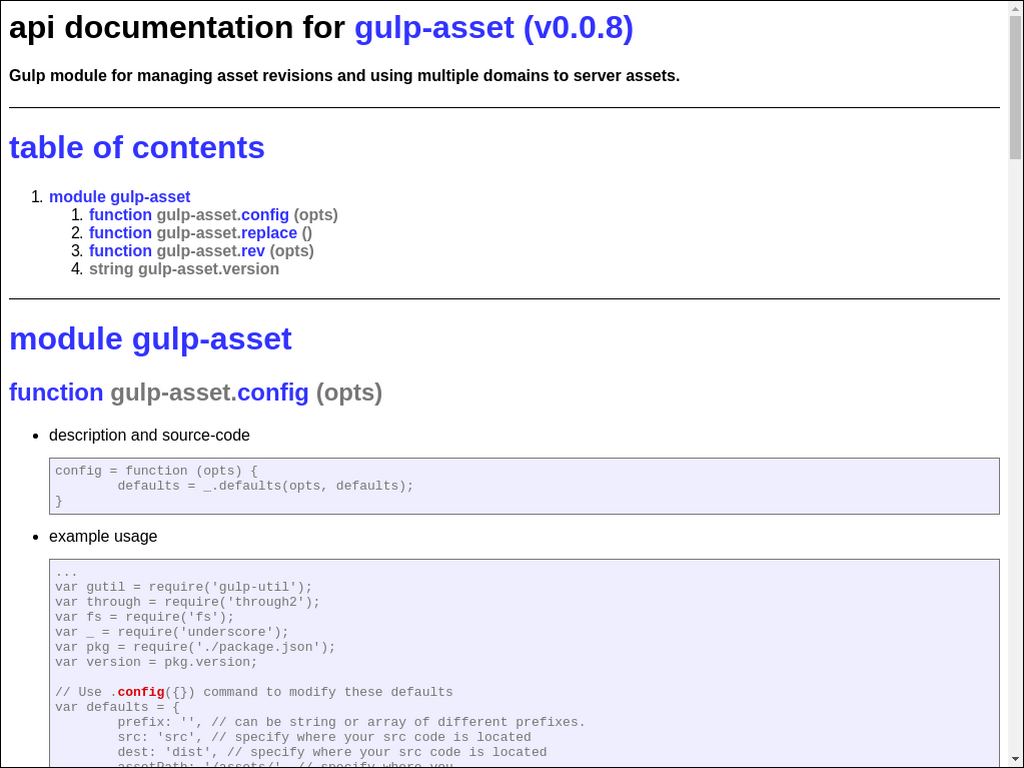 api documentation for gulp-asset (v0.0.8)
Gulp module for managing asset revisions and using multiple domains to server assets.
table of contents
1. module gulp-asset
1. function gulp-asset.config (opts)
2. function gulp-asset.replace ()
3. function gulp-asset.rev (opts)
4. string gulp-asset.version
module gulp-asset
function gulp-asset.config (opts)
• description and source-code
config = function (opts) {
        defaults = _.defaults(opts, defaults);
}
• example usage
...
var gutil = require('gulp-util');
var through = require('through2');
var fs = require('fs');
var _ = require('underscore');
var pkg = require('./package.json');
var version = pkg.version;
// Use .config({}) command to modify these defaults
var defaults = {
        prefix: '', // can be string or array of different prefixes.
        src: 'src', // specify where your src code is located
        dest: 'dist', // specify where your src code is located
        assetPath: '/assets/', // specify where you